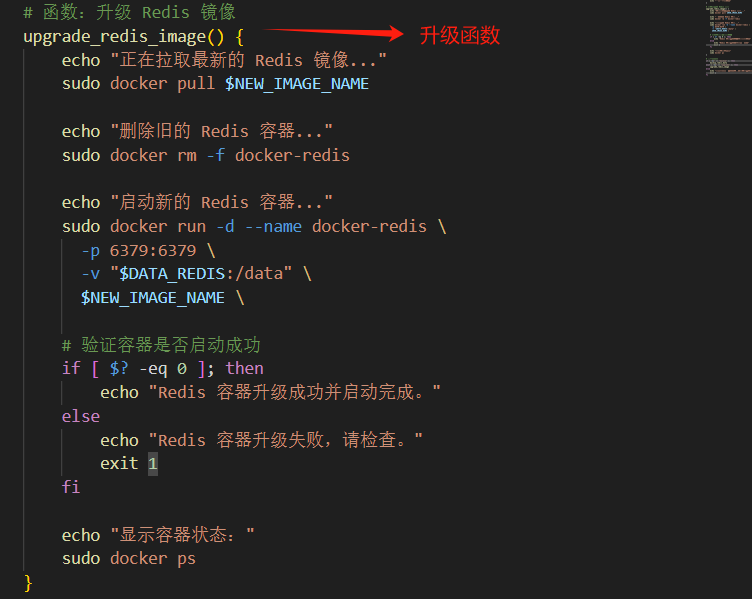 # 函数：升级 Redis 镜像
upgrade_redis_image() {
升级函数
    echo "正在拉取最新的 Redis 镜像..."
    sudo docker pull $NEW_IMAGE_NAME

    echo "删除旧的 Redis 容器..."
    sudo docker rm -f docker-redis

    echo "启动新的 Redis 容器..."
    sudo docker run -d --name docker-redis \
      -p 6379:6379 \
      -v "$DATA_REDIS:/data" \
      $NEW_IMAGE_NAME \

    # 验证容器是否启动成功
    if [ $? -eq 0 ]; then
        echo "Redis 容器升级成功并启动完成。"
    else
        echo "Redis 容器升级失败，请检查。"
        exit 1
    fi

    echo "显示容器状态："
    sudo docker ps
}